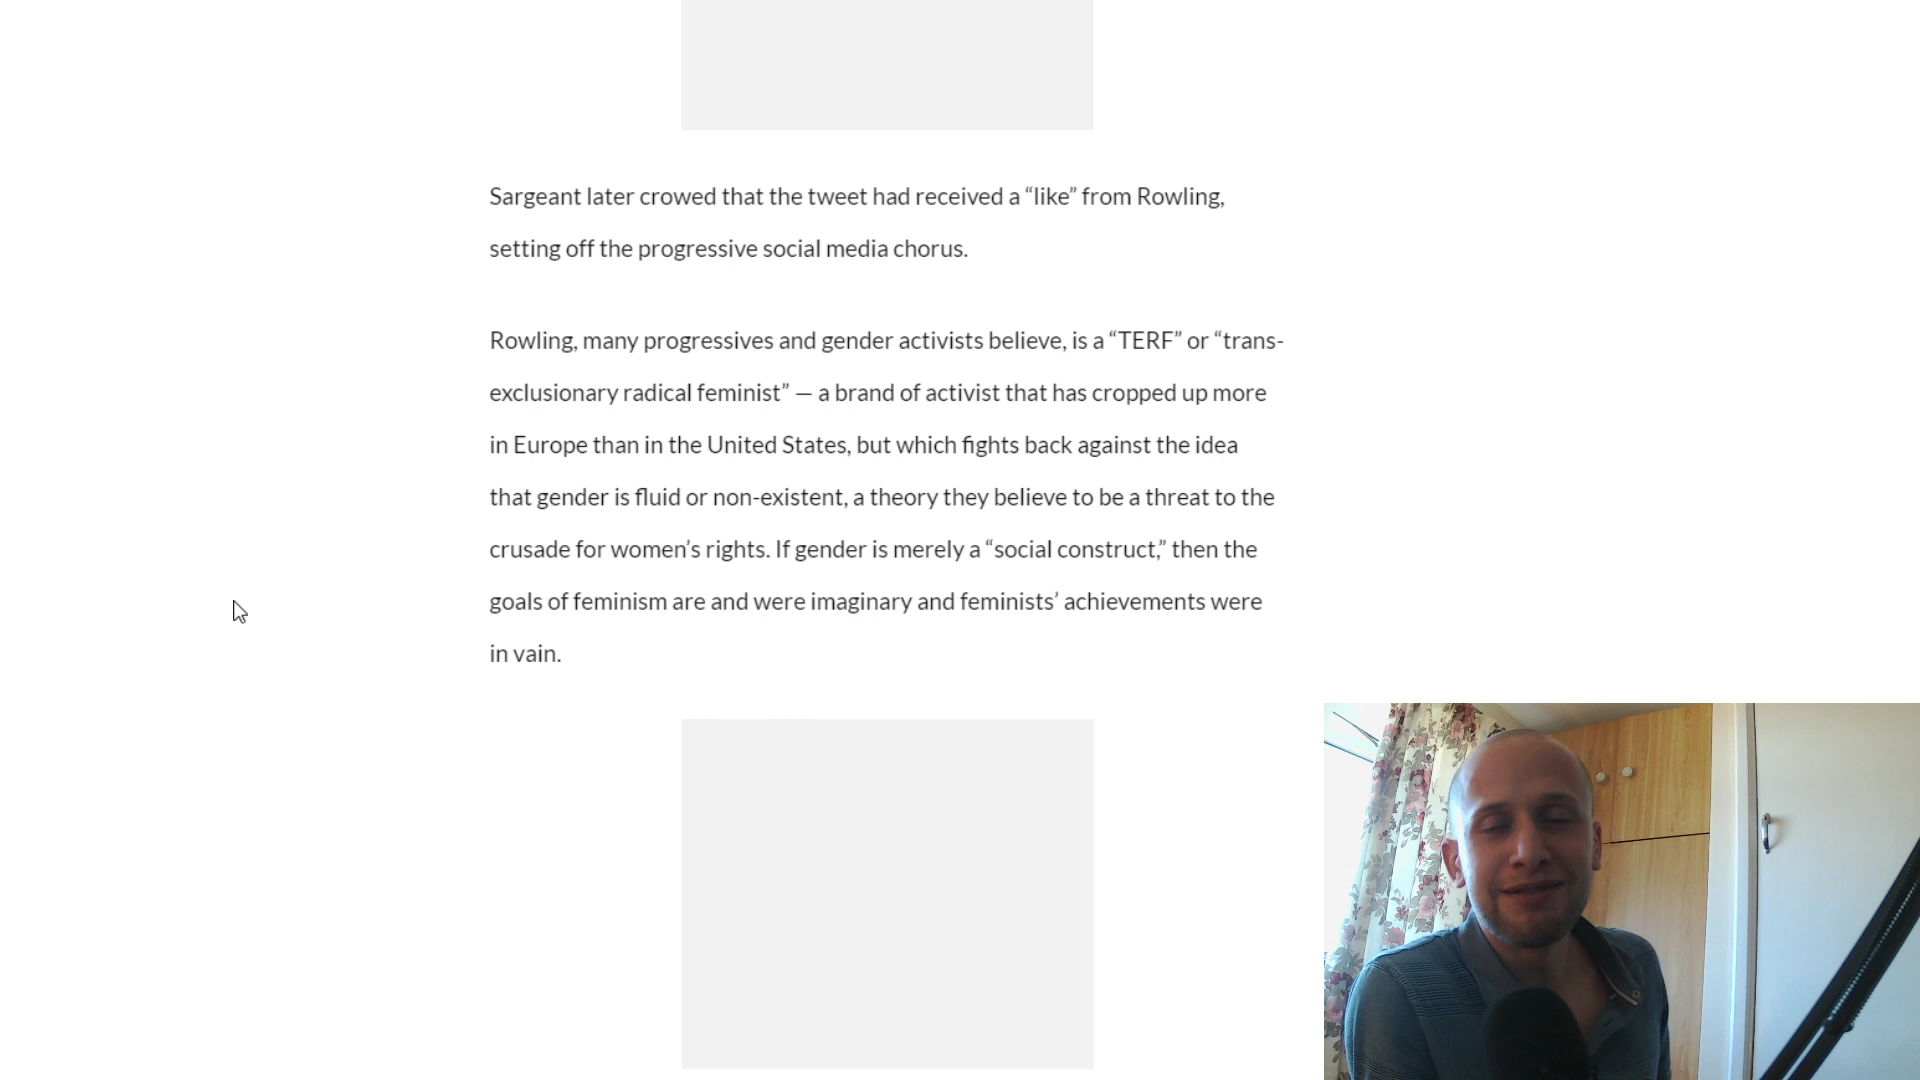 Sargeant later crowed that the tweet had received a “like” from Rowling,
setting off the progressive social media chorus.
Rowling, many progressives and gender activists believe, is a “TERF” or “trans-
exclusionary radical feminist” — a brand of activist that has cropped up more
in Europe than in the United States, but which fights back against the idea
that gender is fluid or non-existent, a theory they believe to be a threat to the
crusade for women’s rights. If gender is merely a “social construct,” then the
goals of feminism are and were imaginary and feminists’ achievements were
in vain.